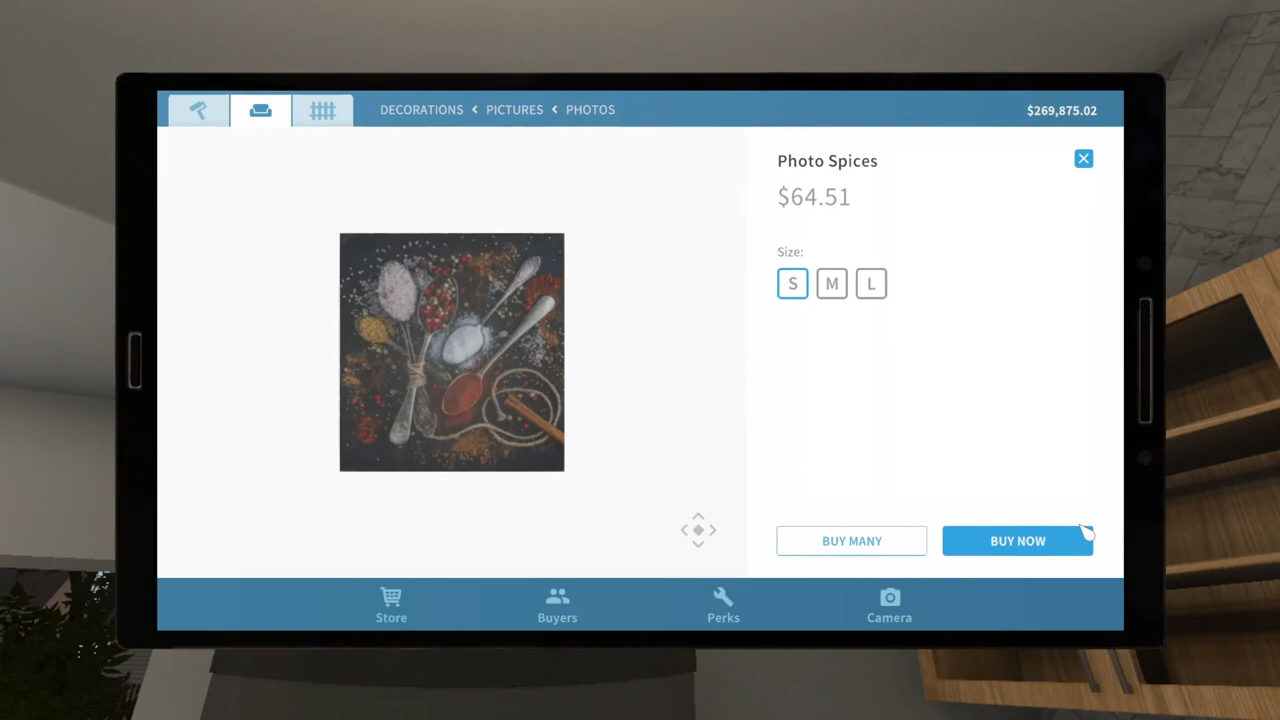 DECORATIONS < PICTURES < PHOTOS
$269,875.02
Photo Spices
$64.51
Size:
S M L
BUY MANY
BUY NOW
Store
Buyers
Perks
Camera